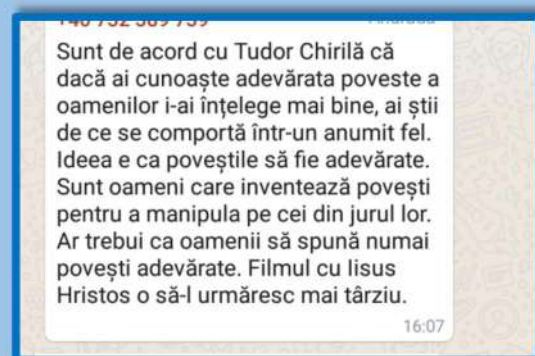 Sunt de acord cu Tudor Chirilă că
dacă ai cunoaște adevărata poveste a
oamenilor i-ai înțelege mai bine, ai ști
de ce se comportă într-un anumit fel.
Ideea e ca poveștile să fie adevărate.
Sunt oameni care inventează povești
pentru a manipula pe cei din jurul lor.
Ar trebui ca oamenii să spună numai
povești adevărate. Filmul cu Iisus
Hristos o să-l urmăresc mai târziu.
16:07